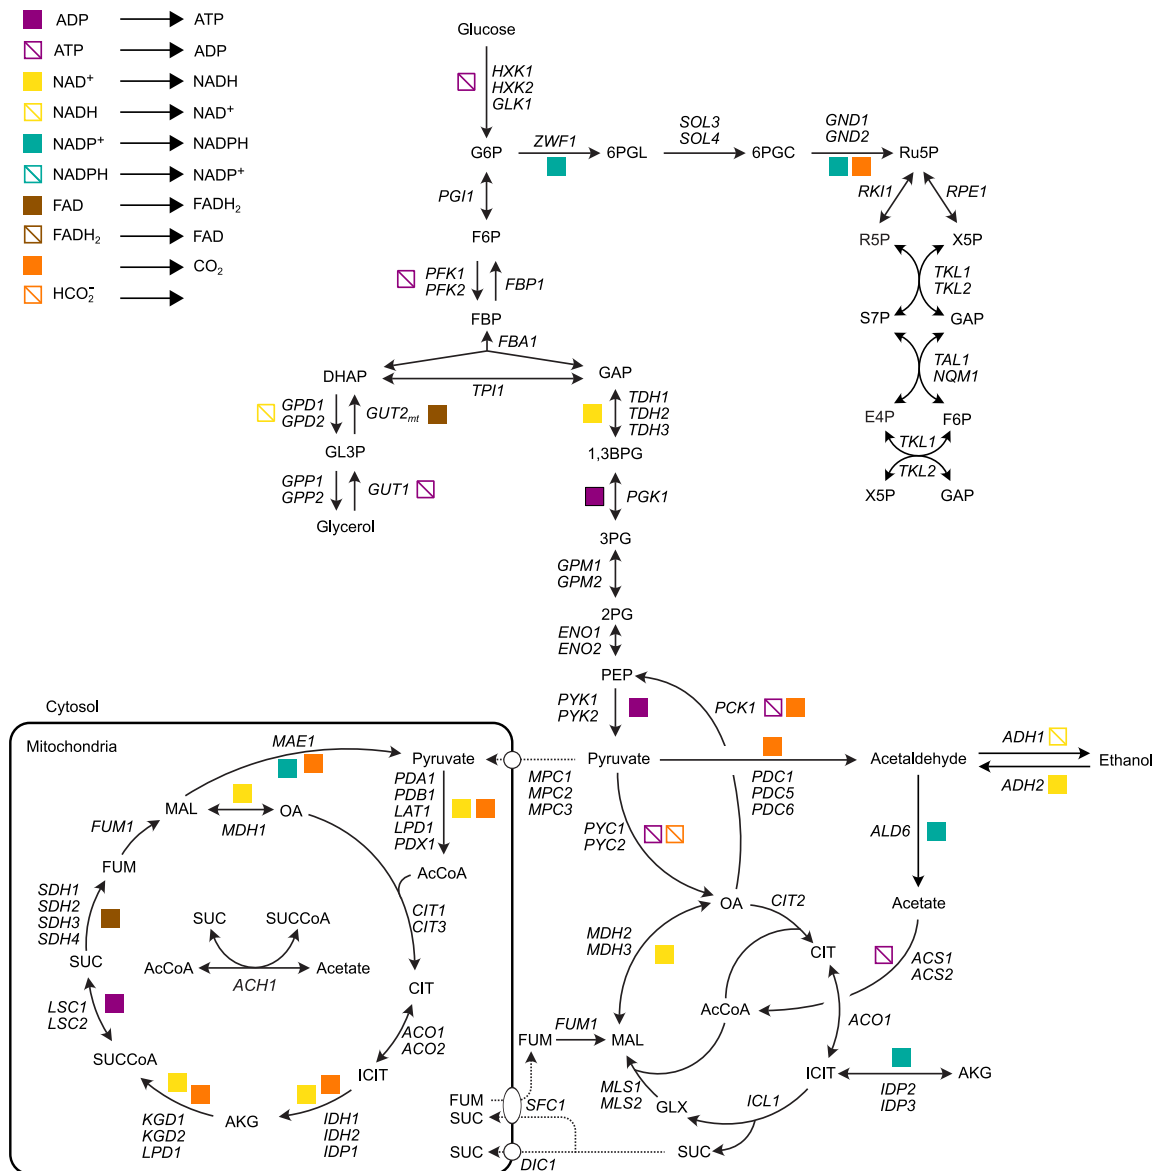 ADP ATP
ATP ADP
NAD+ NADH
NADH NAD+
NADP+ NADPH
NADPH NADP+
FAD FADH2
FADH2 FAD
CO2
HCO2-
Glucose
HXK1
HXK2
GLK1
G6P
ZWF1
6PGL
SOL3
SOL4
6PGC
GND1
GND2
Ru5P
RKI1
RPE1
R5P
X5P
TKL1
TKL2
S7P
GAP
TAL1
NQM1
E4P
F6P
TKL1
TKL2
X5P
GAP
PGI1
F6P
PFK1
PFK2
FBP1
FBP
FBA1
DHAP
TPI1
GAP
GPD1
GPD2
GUT2mt
GL3P
GPP1
GPP2
GUT1
Glycerol
TDH1
TDH2
TDH3
1,3BPG
PGK1
3PG
GPM1
GPM2
2PG
ENO1
ENO2
PEP
PYK1
PYK2
PCK1
Cytosol
Mitochondria
MAE1
Pyruvate
MPC1
MPC2
MPC3
Pyruvate
PDC1
PDC5
PDC6
Acetaldehyde
ADH1
ADH2
Ethanol
PDA1
PDB1
LAT1
LPD1
PDX1
AcCoA
MAL
MDH1
OA
FUM1
FUM
SDH1
SDH2
SDH3
SDH4
SUC
SUC
SUCCoA
AcCoA
ACH1
Acetate
CIT1
CIT3
CIT
LSC1
LSC2
SUCCoA
ACO1
ACO2
ICIT
KGD1
KGD2
LPD1
AKG
IDH1
IDH2
IDP1
PYC1
PYC2
ALD6
Acetate
OA
CIT2
MDH2
MDH3
CIT
ACS1
ACS2
AcCoA
ACO1
FUM
FUM1
MAL
ICIT
IDP2
IDP3
AKG
MLS1
MLS2
GLX
ICL1
FUM
SUC
SFC1
SUC
DIC1
SUC